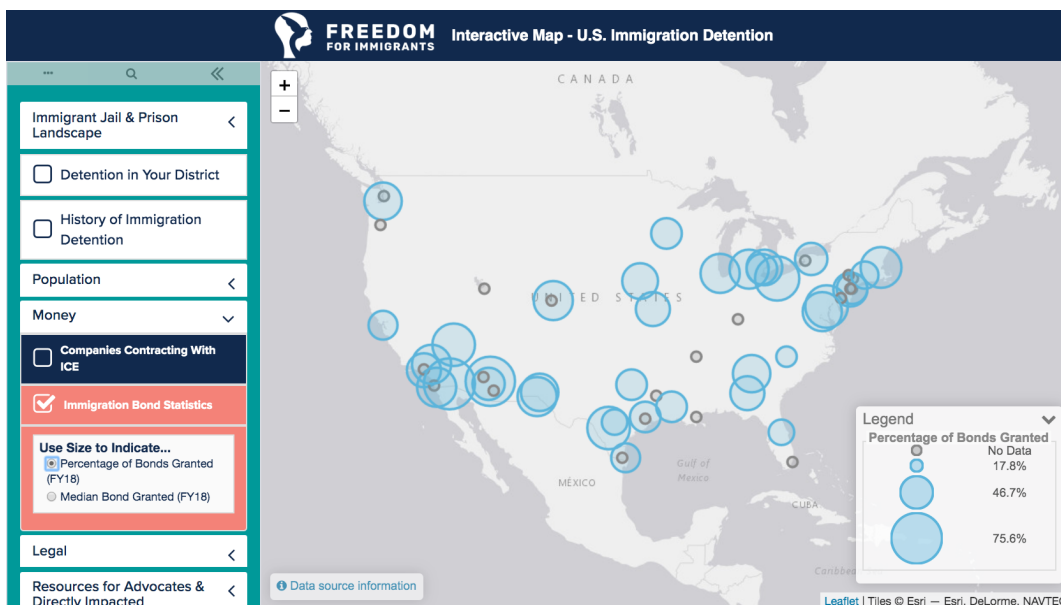 FREEDOM
FOR IMMIGRANTS
Interactive Map - U.S. Immigration Detention
Immigrant Jail & Prison
Landscape
Detention in Your District
History of Immigration
Detention
Population
Money
Companies Contracting With
ICE
Immigration Bond Statistics
Use Size to Indicate...
Percentage of Bonds Granted
(FY18)
Median Bond Granted (FY18)
Legal
Resources for Advocates &
Directly Impacted
+
−
CANADA
UNITED STATES
MÉXICO
Gulf of
Mexico
CUBA
Caribbea
Legend
Percentage of Bonds Granted
No Data
17.8%
46.7%
75.6%
Data source information
Leaflet | Tiles © Esri — Esri, DeLorme, NAVTEQ